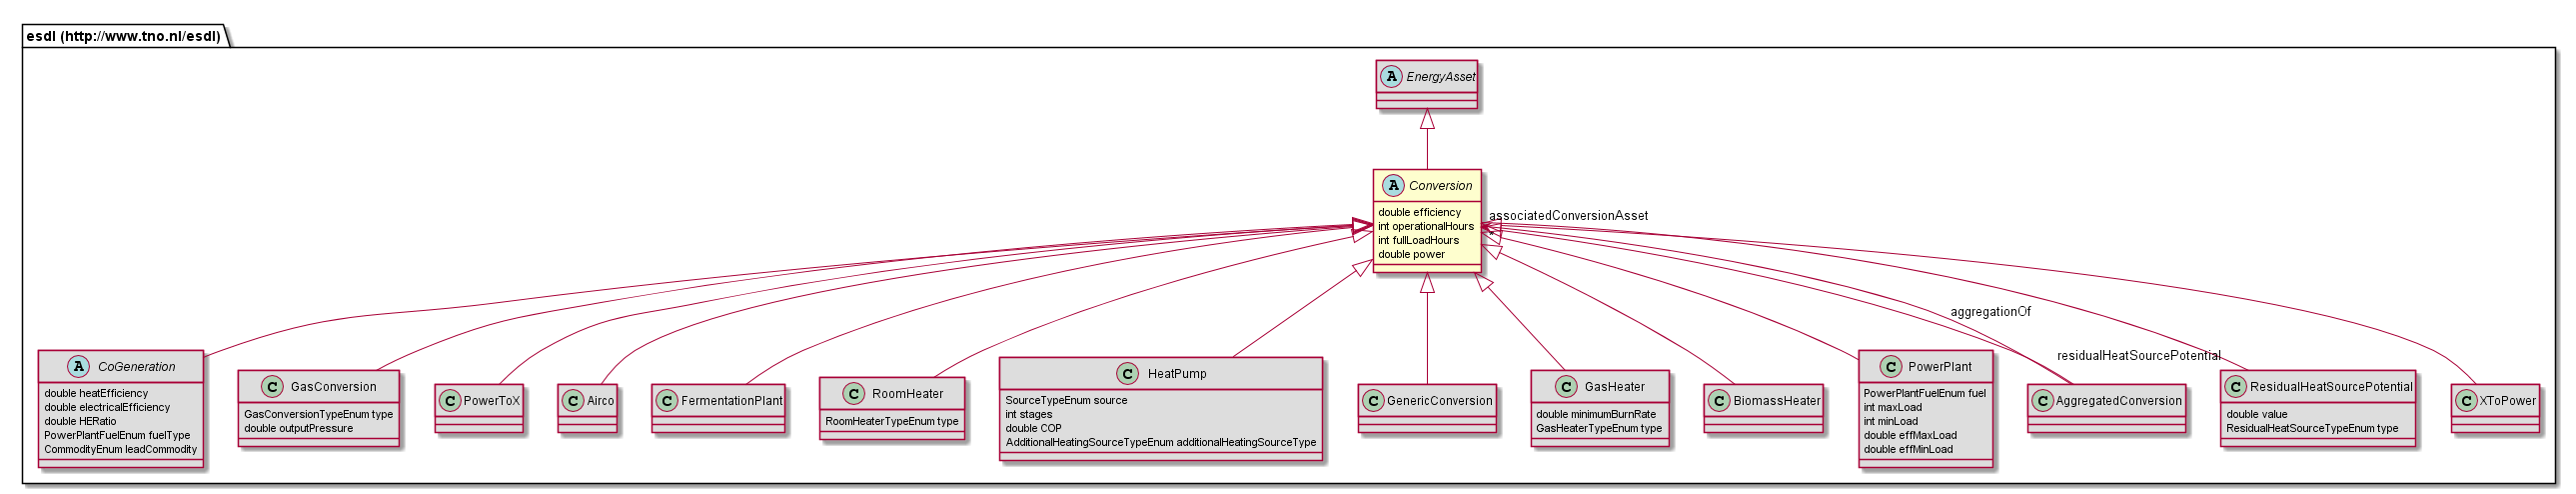 esdl (http://www.tno.nl/esdl)
A EnergyAsset
A Conversion
double efficiency
int operationalHours
int fullLoadHours
double power
associatedConversionAsset
*
aggregationOf
residualHeatSourcePotential
A CoGeneration
double heatEfficiency
double electricalEfficiency
double HERatio
PowerPlantFuelEnum fuelType
CommodityEnum leadCommodity
C GasConversion
GasConversionTypeEnum type
double outputPressure
C PowerToX
C Airco
C FermentationPlant
C RoomHeater
RoomHeaterTypeEnum type
C HeatPump
SourceTypeEnum source
int stages
double COP
AdditionalHeatingSourceTypeEnum additionalHeatingSourceType
C GenericConversion
C GasHeater
double minimumBurnRate
GasHeaterTypeEnum type
C BiomassHeater
C PowerPlant
PowerPlantFuelEnum fuel
int maxLoad
int minLoad
double effMaxLoad
double effMinLoad
C AggregatedConversion
C ResidualHeatSourcePotential
double value
ResidualHeatSourceTypeEnum type
C XToPower